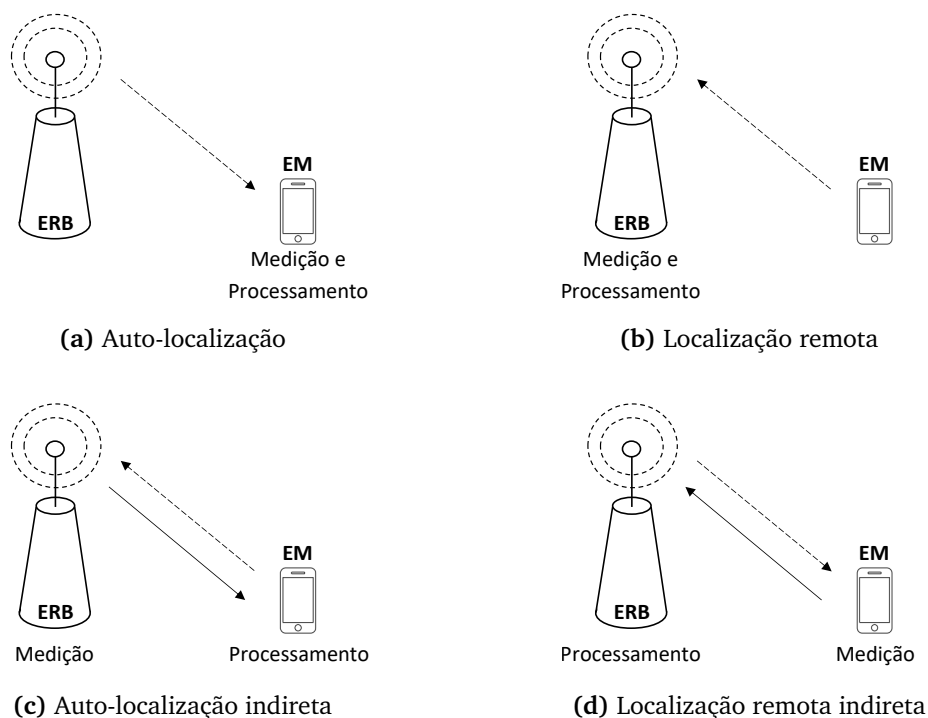 EM
ERB
Medição e
Processamento
(a) Auto-localização
EM
ERB
Medição e
Processamento
(b) Localização remota
EM
ERB
Medição
Processamento
(c) Auto-localização indireta
EM
ERB
Processamento
Medição
(d) Localização remota indireta